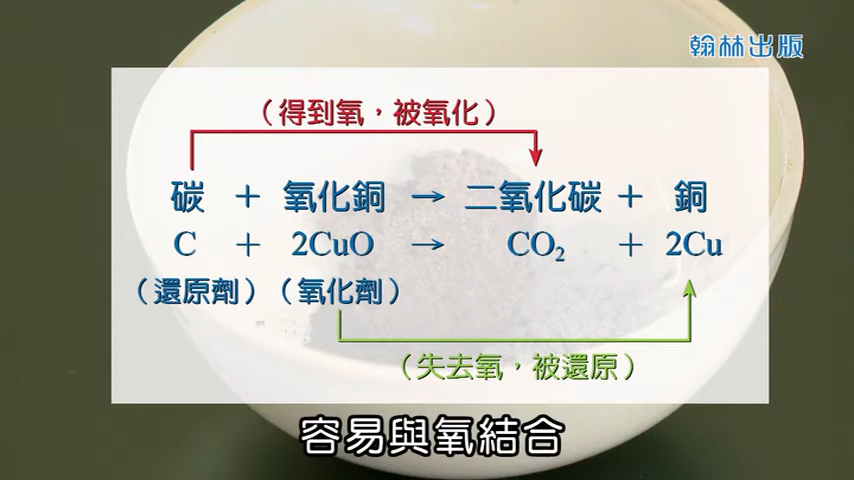 翰林出版
（得到氧，被氧化）
碳 + 氧化銅 → 二氧化碳 + 銅
C + 2CuO → CO₂ + 2Cu
（還原劑）（氧化劑）
（失去氧，被還原）
容易與氧結合